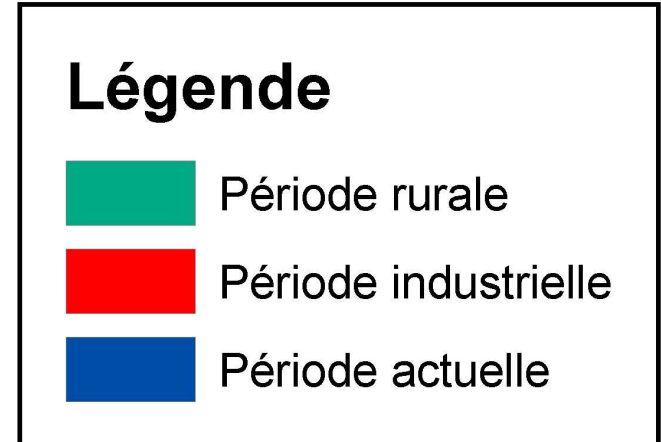 Légende
Période rurale
Période industrielle
Période actuelle